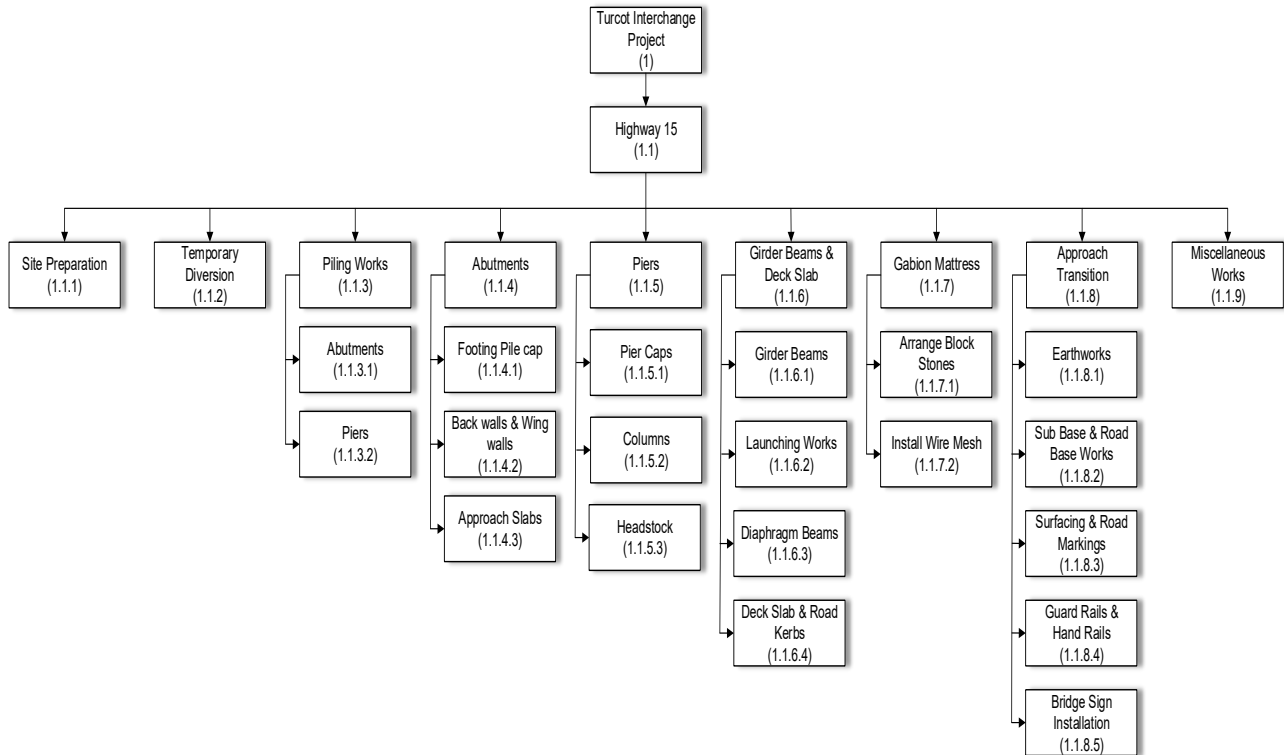 Turcot Interchange
Project
(1)
Highway 15
(1.1)
Site Preparation
(1.1.1)
Temporary
Diversion
(1.1.2)
Piling Works
(1.1.3)
Abutments
(1.1.4)
Piers
(1.1.5)
Girder Beams &
Deck Slab
(1.1.6)
Gabion Mattress
(1.1.7)
Approach
Transition
(1.1.8)
Miscellaneous
Works
(1.1.9)
Abutments
(1.1.3.1)
Piers
(1.1.3.2)
Footing Pile cap
(1.1.4.1)
Back walls & Wing
walls
(1.1.4.2)
Approach Slabs
(1.1.4.3)
Pier Caps
(1.1.5.1)
Columns
(1.1.5.2)
Headstock
(1.1.5.3)
Girder Beams
(1.1.6.1)
Launching Works
(1.1.6.2)
Diaphragm Beams
(1.1.6.3)
Deck Slab & Road
Kerbs
(1.1.6.4)
Arrange Block
Stones
(1.1.7.1)
Install Wire Mesh
(1.1.7.2)
Earthworks
(1.1.8.1)
Sub Base & Road
Base Works
(1.1.8.2)
Surfacing & Road
Markings
(1.1.8.3)
Guard Rails &
Hand Rails
(1.1.8.4)
Bridge Sign
Installation
(1.1.8.5)